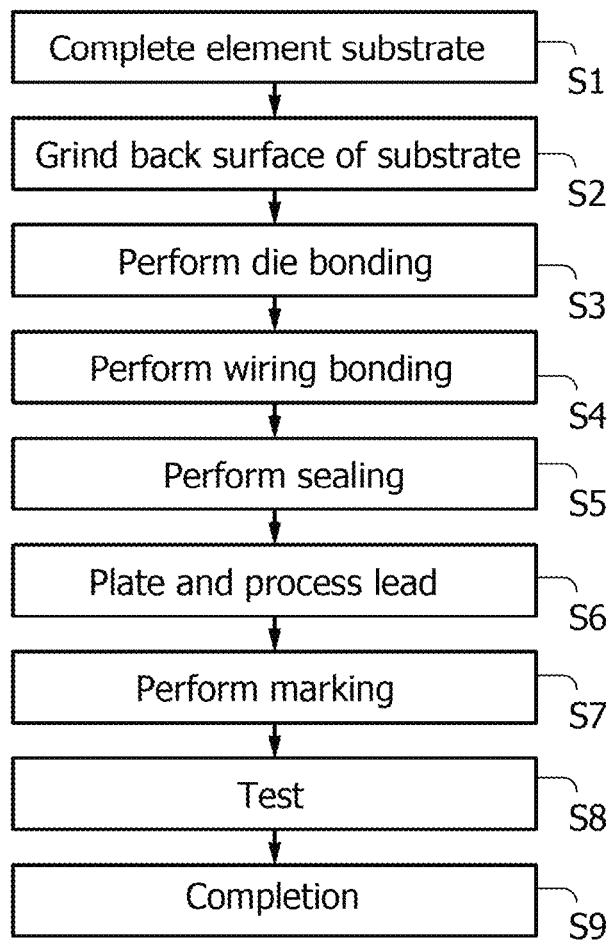 Complete element substrate
S1
Grind back surface of substrate
S2
Perform die bonding
S3
Perform wiring bonding
S4
Perform sealing
S5
Plate and process lead
S6
Perform marking
S7
Test
S8
Completion
S9